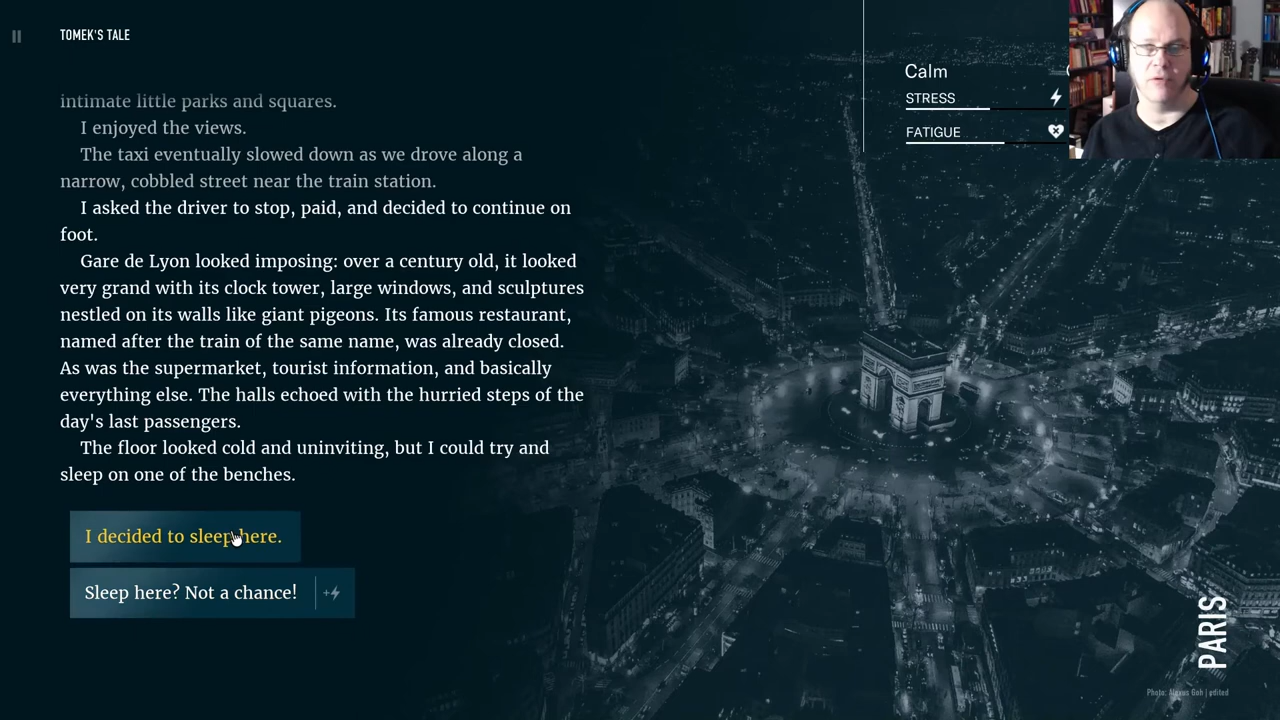 TOMEK'S TALE
intimate little parks and squares.
I enjoyed the views.
The taxi eventually slowed down as we drove along a
narrow, cobbled street near the train station.
I asked the driver to stop, paid, and decided to continue on
foot.
Gare de Lyon looked imposing: over a century old, it looked
very grand with its clock tower, large windows, and sculptures
nestled on its walls like giant pigeons. Its famous restaurant,
named after the train of the same name, was already closed.
As was the supermarket, tourist information, and basically
everything else. The halls echoed with the hurried steps of the
day's last passengers.
The floor looked cold and uninviting, but I could try and
sleep on one of the benches.
I decided to sleep here.
Sleep here? Not a chance!
Calm
STRESS
FATIGUE
PARIS
Photo: Goh | edited